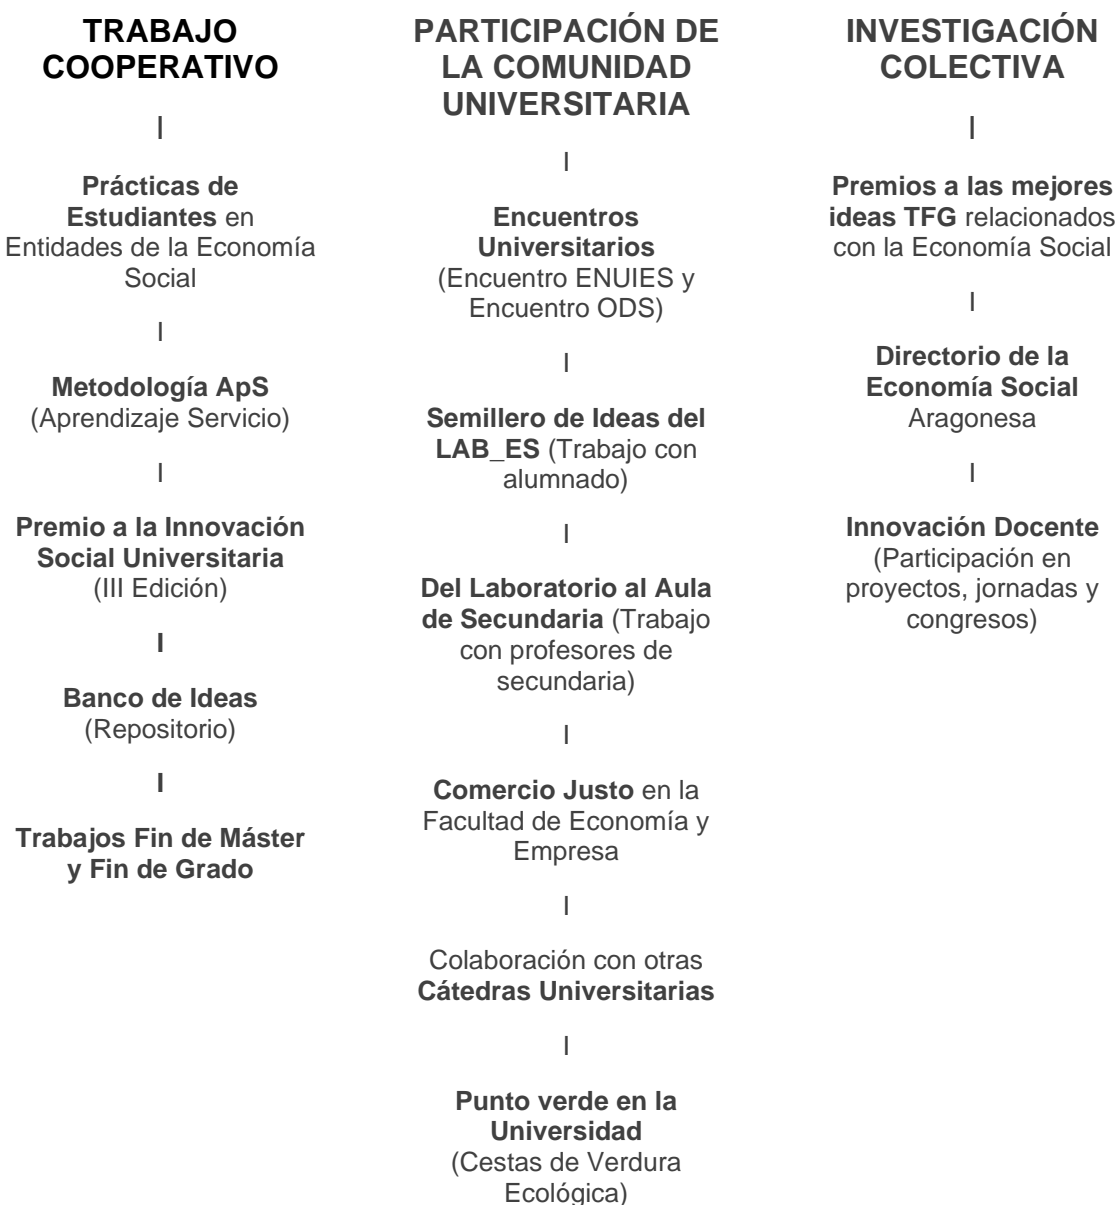 TRABAJO
COOPERATIVO
I
Prácticas de
Estudiantes en
Entidades de la Economía
Social
I
Metodología ApS
(Aprendizaje Servicio)
I
Premio a la Innovación
Social Universitaria
(III Edición)
I
Banco de Ideas
(Repositorio)
I
Trabajos Fin de Máster
y Fin de Grado
PARTICIPACIÓN DE
LA COMUNIDAD
UNIVERSITARIA
I
Encuentros
Universitarios
(Encuentro ENUIES y
Encuentro ODS)
I
Semillero de Ideas del
LAB_ES (Trabajo con
alumnado)
I
Del Laboratorio al Aula
de Secundaria (Trabajo
con profesores de
secundaria)
I
Comercio Justo en la
Facultad de Economía y
Empresa
I
Colaboración con otras
Cátedras Universitarias
I
Punto verde en la
Universidad
(Cestas de Verdura
Ecológica)
INVESTIGACIÓN
COLECTIVA
I
Premios a las mejores
ideas TFG relacionados
con la Economía Social
I
Directorio de la
Economía Social
Aragonesa
I
Innovación Docente
(Participación en
proyectos, jornadas y
congresos)